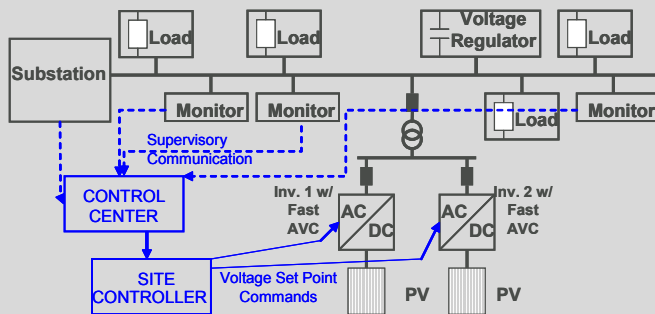 Load
Load
Voltage
Regulator
Load
Substation
Monitor
Monitor
Load
Monitor
Supervisory
Communication
CONTROL
CENTER
Inv. 1 w/
Fast
AVC
AC
DC
AC
DC
Inv. 2 w/
Fast
AVC
SITE
CONTROLLER
Voltage Set Point
Commands
PV
PV